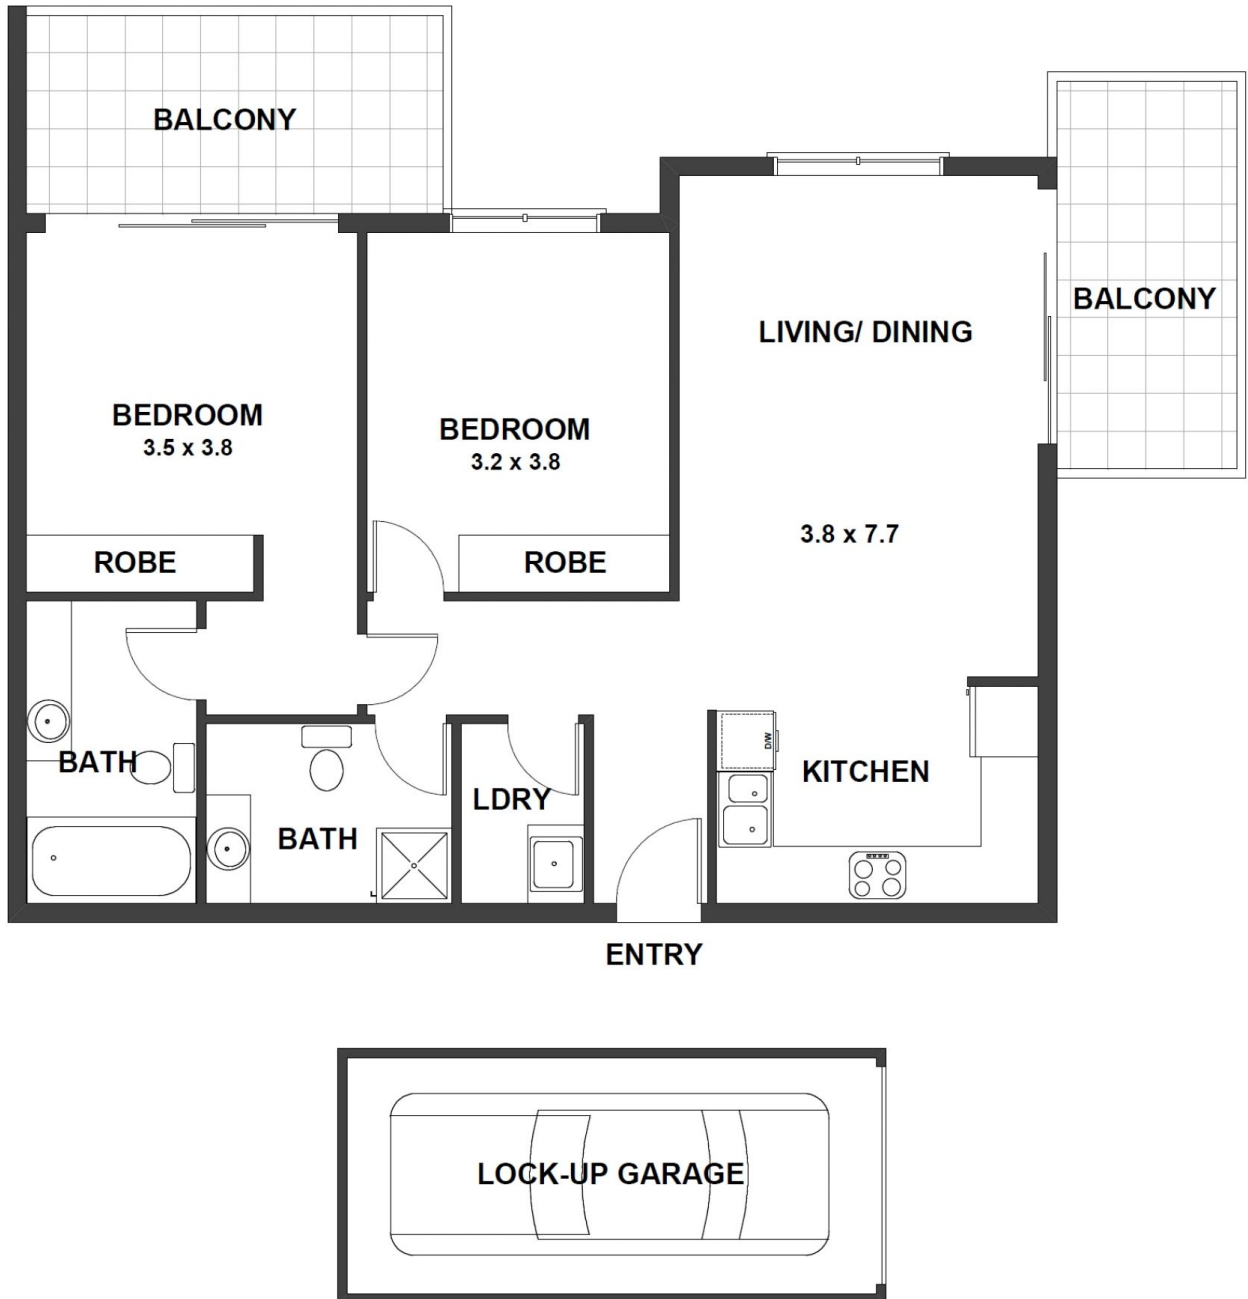 BALCONY
BALCONY
LIVING/ DINING
BEDROOM
3.5 x 3.8
BEDROOM
3.2 x 3.8
3.8 x 7.7
ROBE
ROBE
D/W
BATH
KITCHEN
LDRY
BATH
ENTRY
LOCK-UP GARAGE